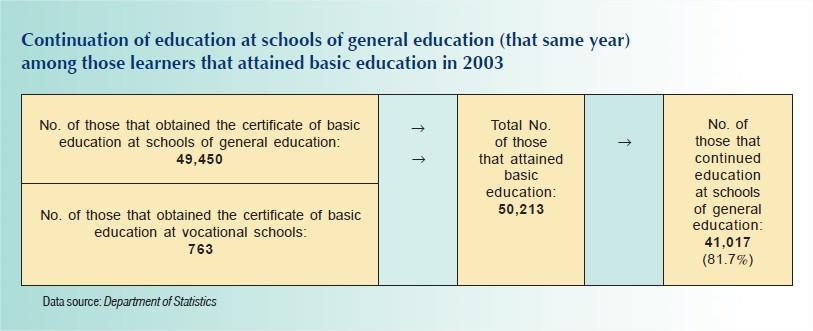 Continuation of education at schools of general education (that same year)
among those learners that attained basic education in 2003
No. of those that obtained the certificate of basic
education at schools of general education:
49,450
No. of those that obtained the certificate of basic
education at vocational schools:
763
→
→
Total No.
of those
that attained
basic
education:
50,213
→
No. of
those that
continued
education
at schools
of general
education:
41,017
(81.7%)
Data source: Department of Statistics